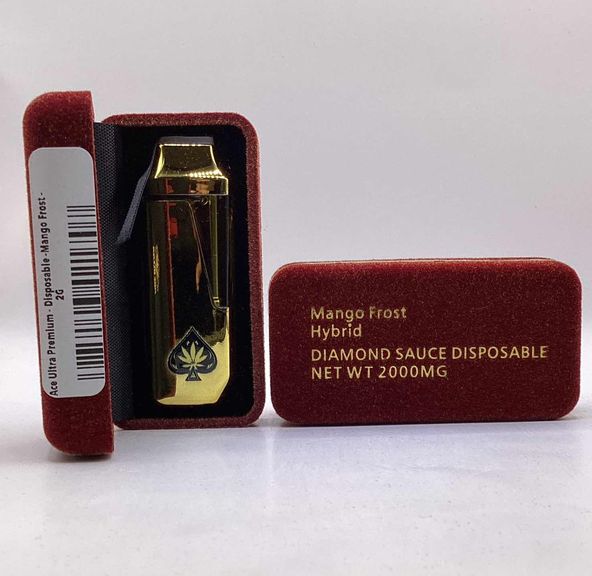 Ace Ultra Premium - Disposable -Mango Frost -
2G
Mango Frost
Hybrid
DIAMOND SAUCE DISPOSABLE
NET WT 2000MG